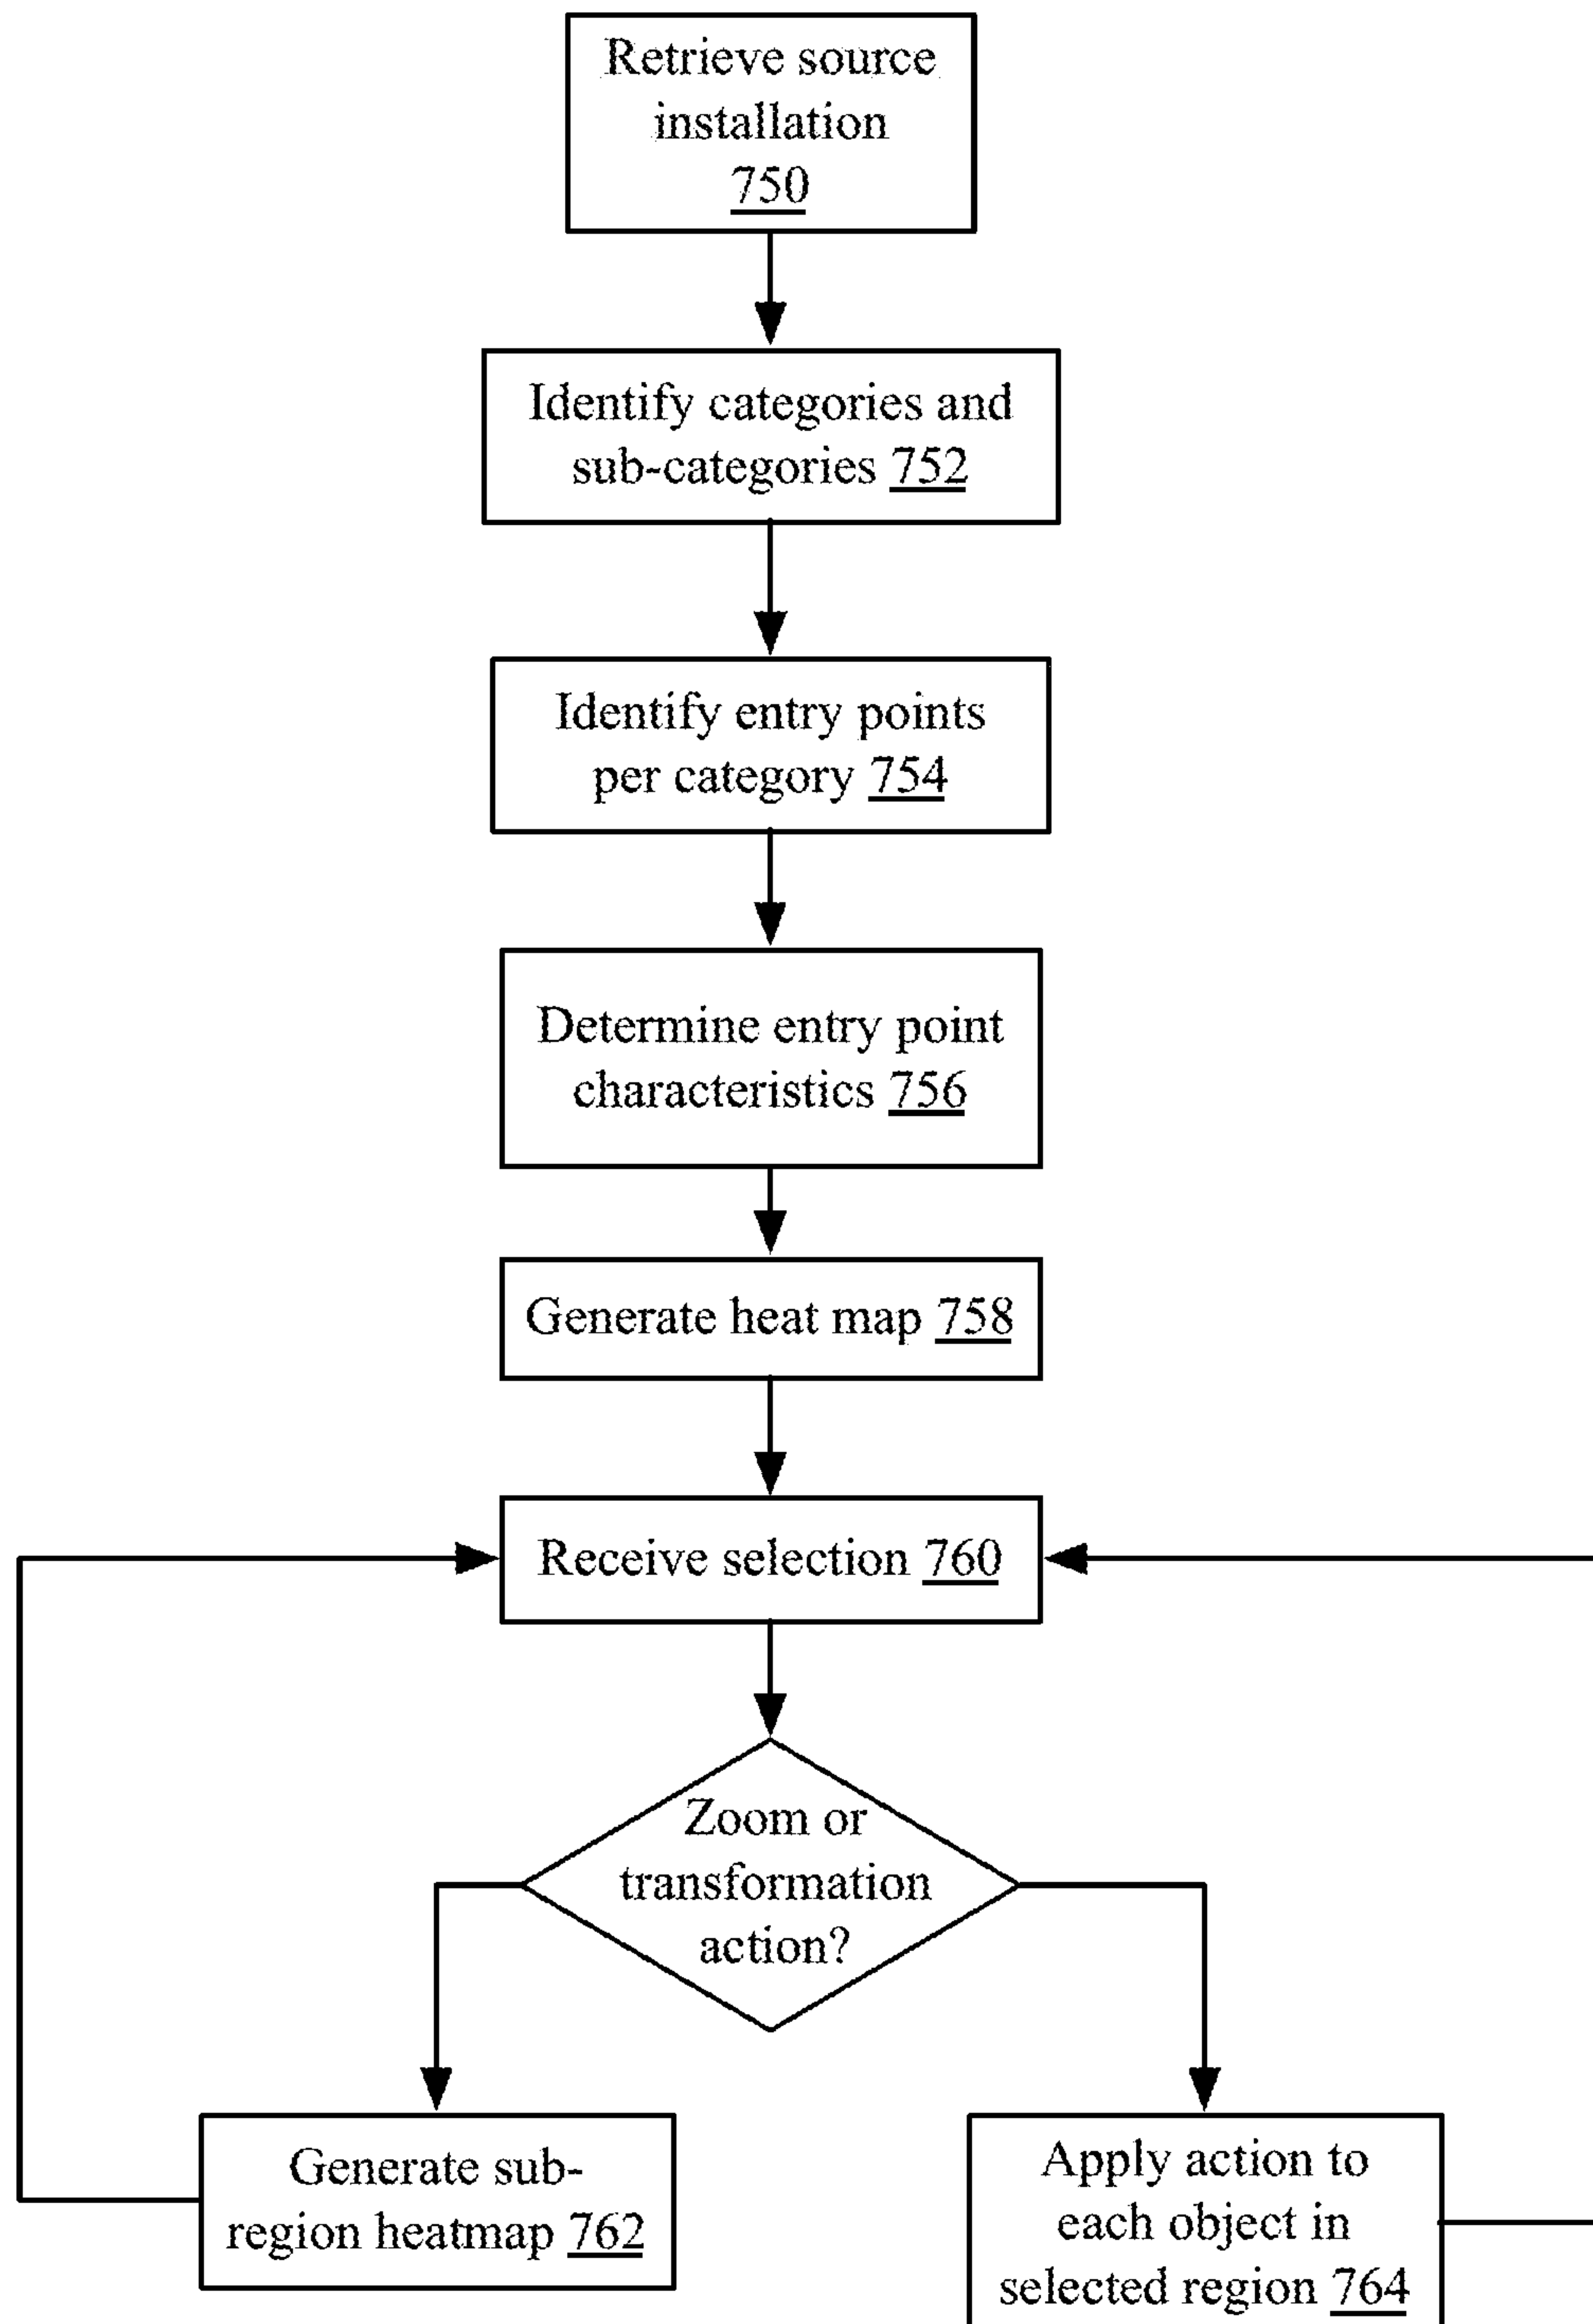 Retrieve source
installation
750
Identify categories and
sub-categories 752
Identify entry points
per category 754
Determine entry point
characteristics 756
Generate heat map 758
Receive selection 760
Zoom or
transformation
action?
Generate sub-
region heatmap 762
Apply action to
each object in
selected region 764